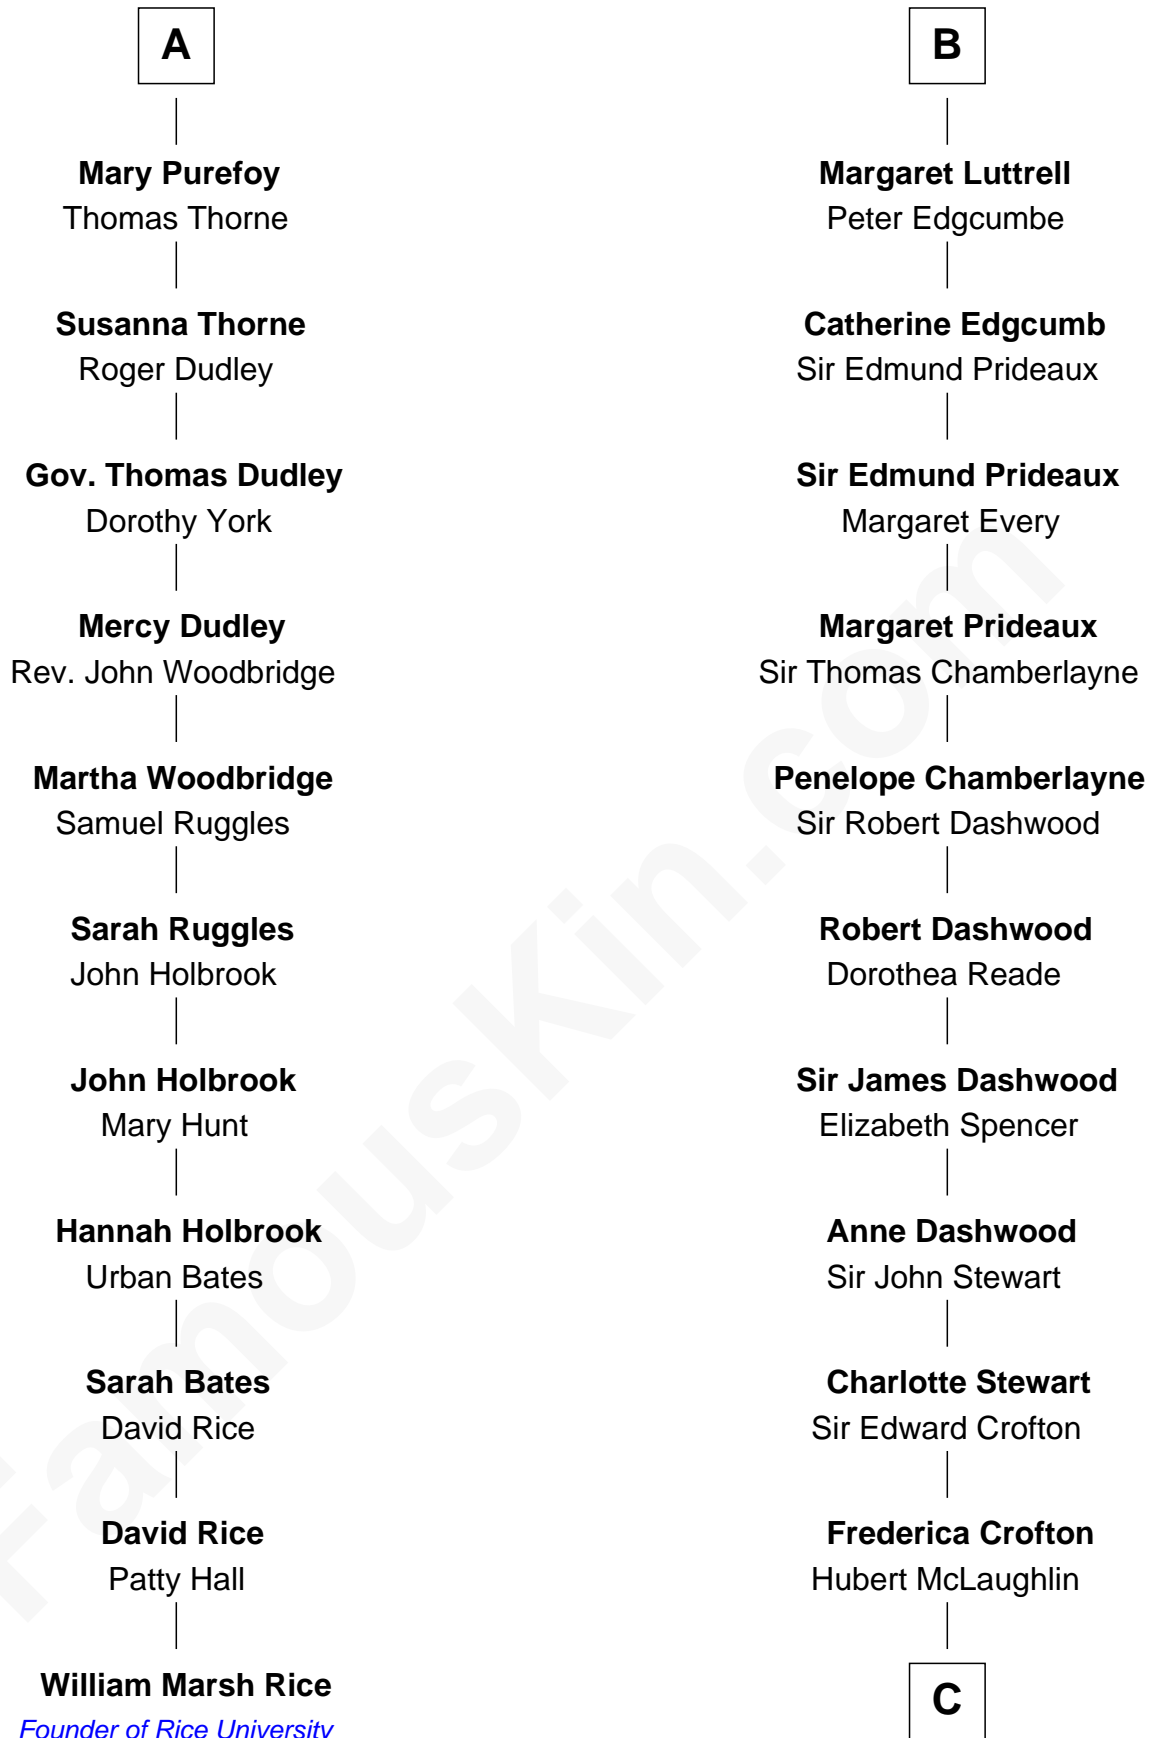 A
Mary Purefoy
Thomas Thorne
Susanna Thorne
Roger Dudley
Gov. Thomas Dudley
Dorothy York
Mercy Dudley
Rev. John Woodbridge
Martha Woodbridge
Samuel Ruggles
Sarah Ruggles
John Holbrook
John Holbrook
Mary Hunt
Hannah Holbrook
Urban Bates
Sarah Bates
David Rice
David Rice
Patty Hall
William Marsh Rice
Founder of Rice University
B
Margaret Luttrell
Peter Edgcumbe
Catherine Edgcumb
Sir Edmund Prideaux
Sir Edmund Prideaux
Margaret Every
Margaret Prideaux
Sir Thomas Chamberlayne
Penelope Chamberlayne
Sir Robert Dashwood
Robert Dashwood
Dorothea Reade
Sir James Dashwood
Elizabeth Spencer
Anne Dashwood
Sir John Stewart
Charlotte Stewart
Sir Edward Crofton
Frederica Crofton
Hubert McLaughlin
C
FamousKin.com